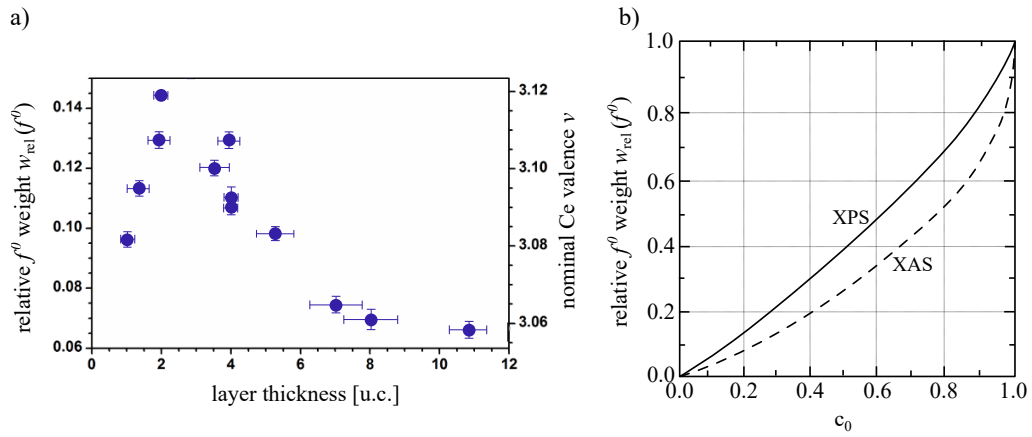 a)
relative f⁰ weight w_rel(f⁰)
0.14
0.12
0.10
0.08
0.06
0 2 4 6 8 10 12
layer thickness [u.c.]
3.12
3.10
3.08
3.06
nominal Ce valence v
b)
relative f⁰ weight w_rel(f⁰)
1.0
0.8
0.6
0.4
0.2
0.0
XPS
XAS
0.0 0.2 0.4 0.6 0.8 1.0
c₀